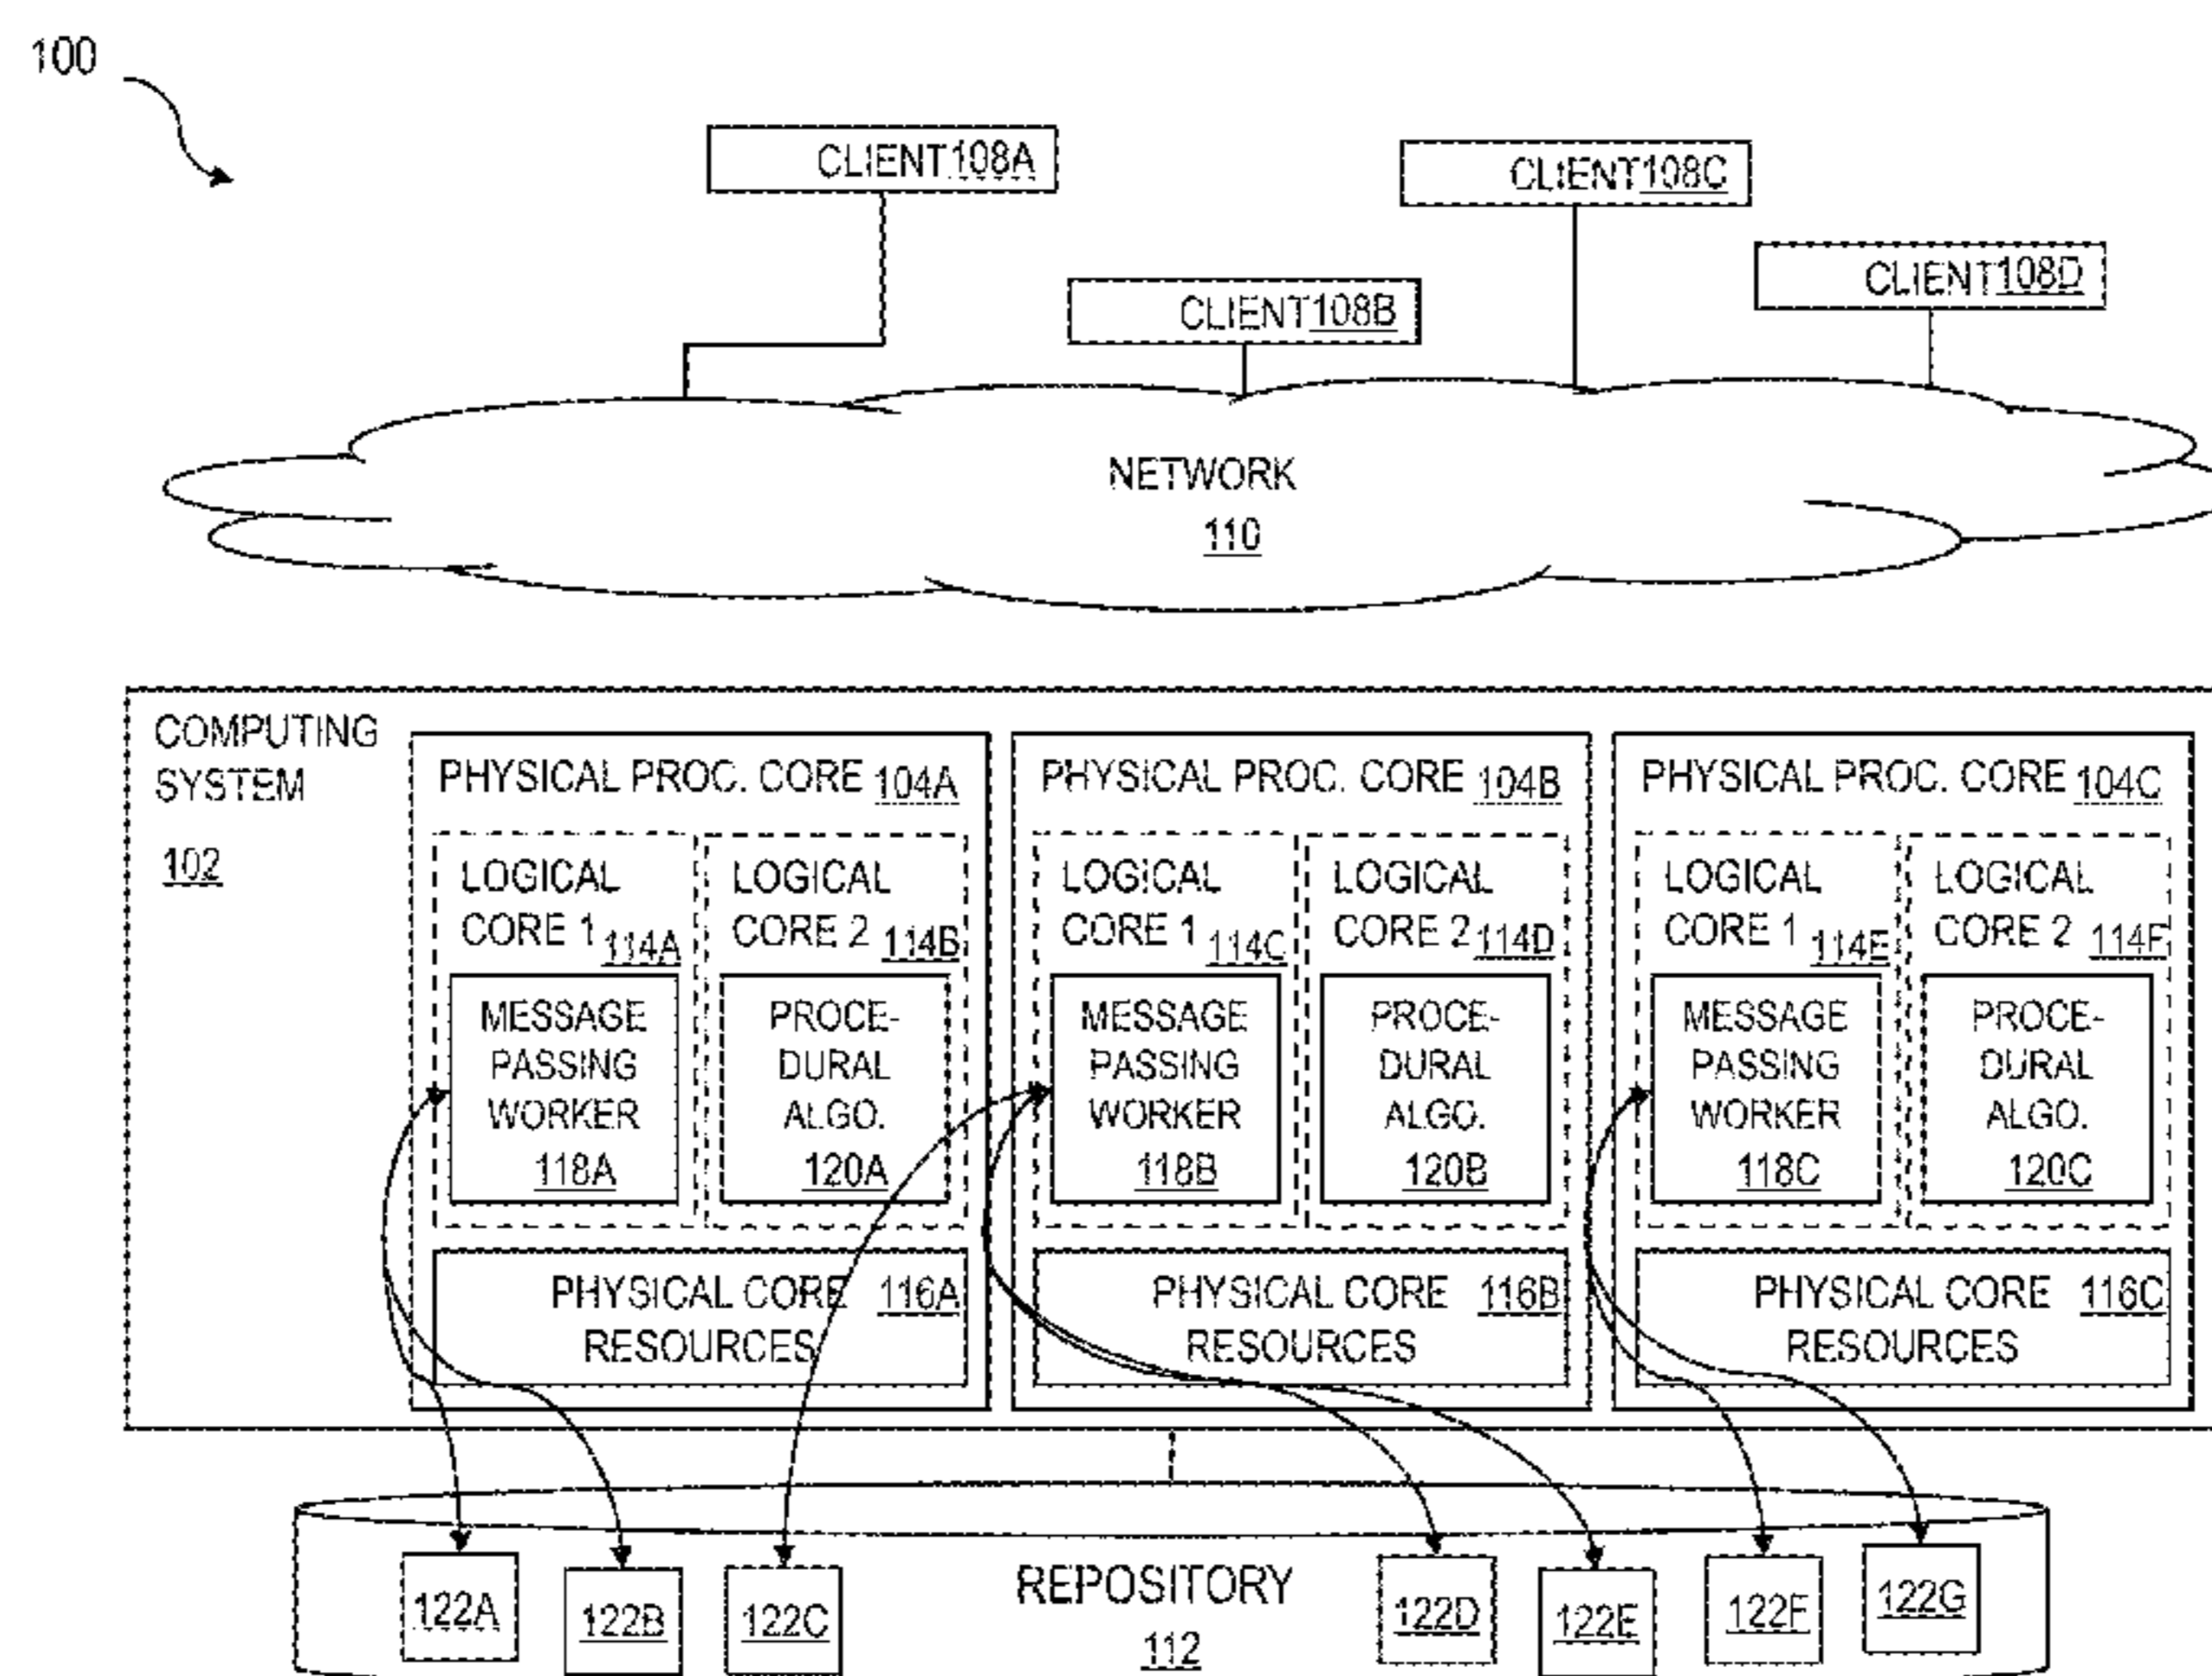 100
CLIENT 108A
CLIENT 108C
CLIENT 108D
CLIENT 108B
NETWORK
110
COMPUTING
SYSTEM
102
PHYSICAL PROC. CORE 104A
LOGICAL
CORE 1 114A
MESSAGE
PASSING
WORKER
118A
LOGICAL
CORE 2 114B
PROCE-
DURAL
ALGO.
120A
PHYSICAL CORE 116A
RESOURCES
PHYSICAL PROC. CORE 104B
LOGICAL
CORE 1 114C
MESSAGE
PASSING
WORKER
118B
LOGICAL
CORE 2 114D
PROCE-
DURAL
ALGO.
120B
PHYSICAL CORE 116B
RESOURCES
PHYSICAL PROC. CORE 104C
LOGICAL
CORE 1 114E
MESSAGE
PASSING
WORKER
118C
LOGICAL
CORE 2 114F
PROCE-
DURAL
ALGO.
120C
PHYSICAL CORE 116C
RESOURCES
REPOSITORY
112
122A
122B
122C
122D
122E
122F
122G